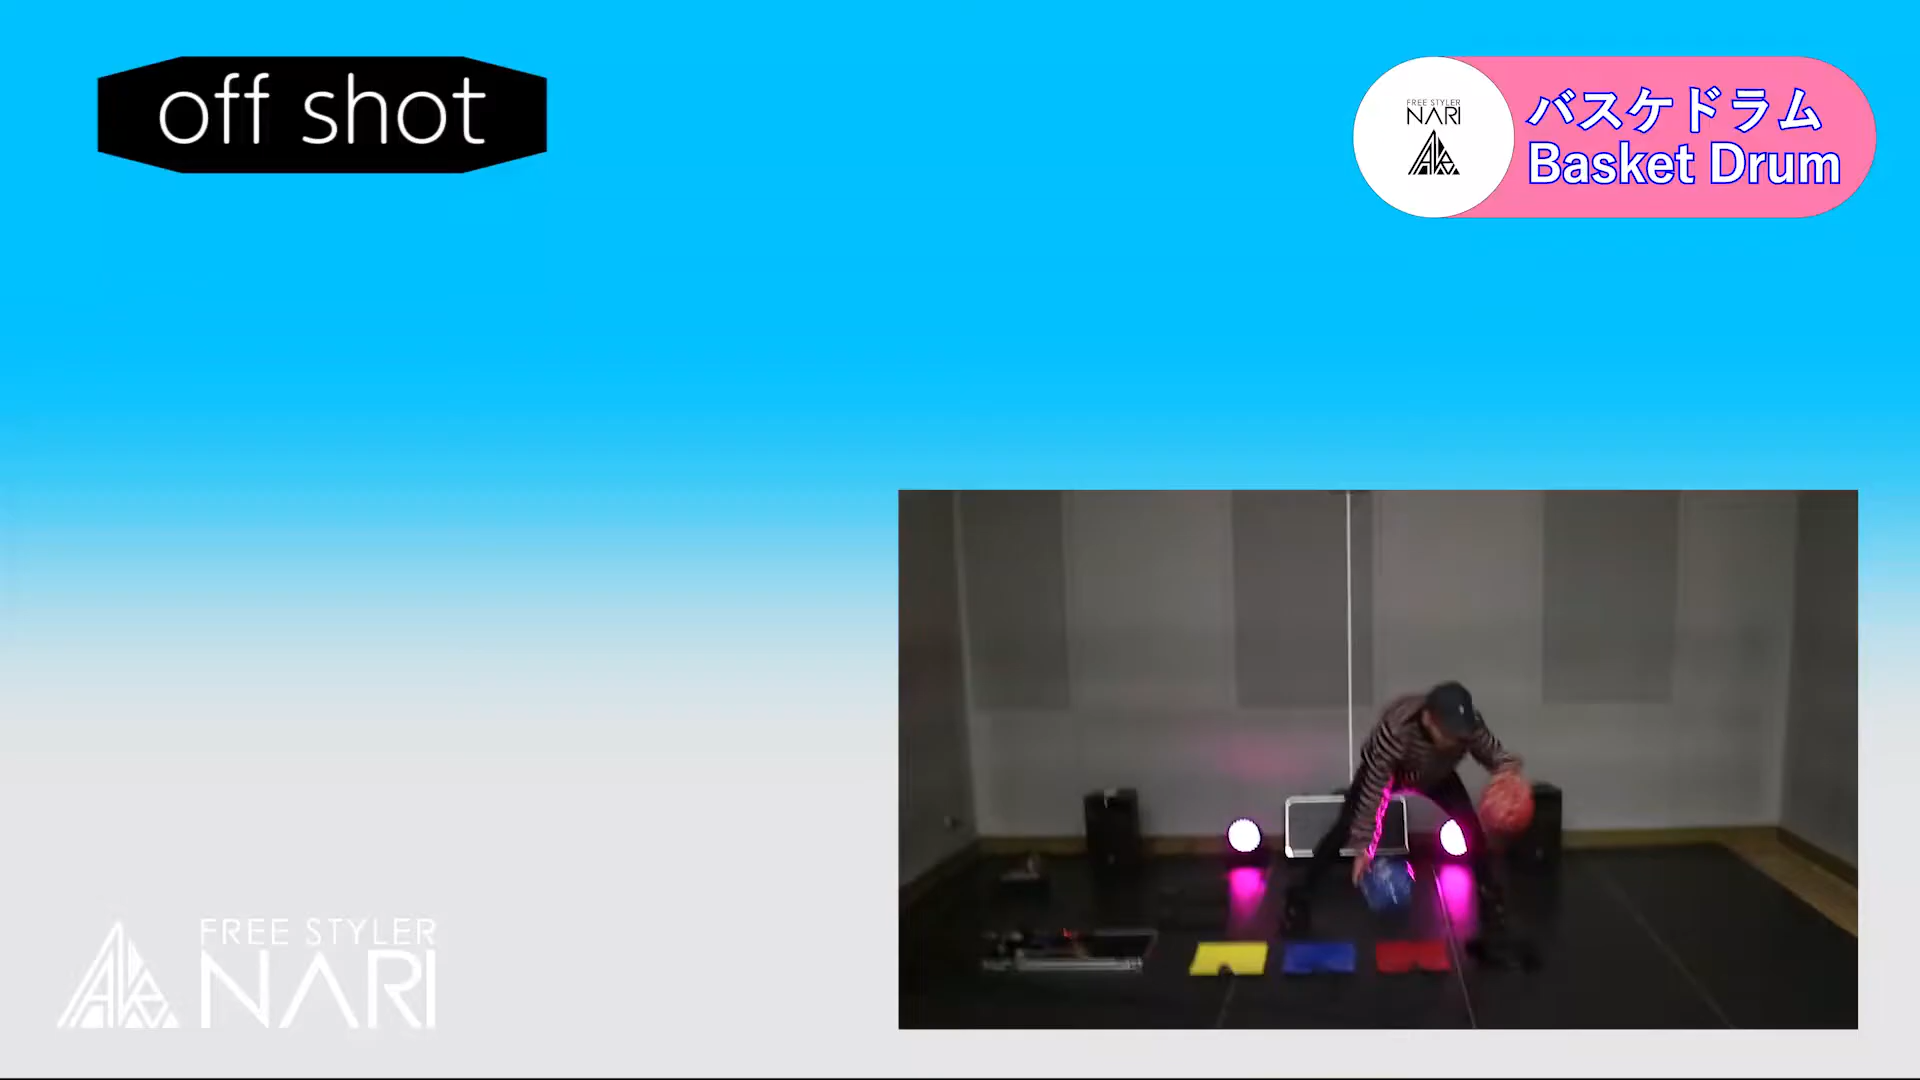 off shot
FREE STYLER
NARI
バスケドラム
Basket Drum
FREE STYLER
NARI